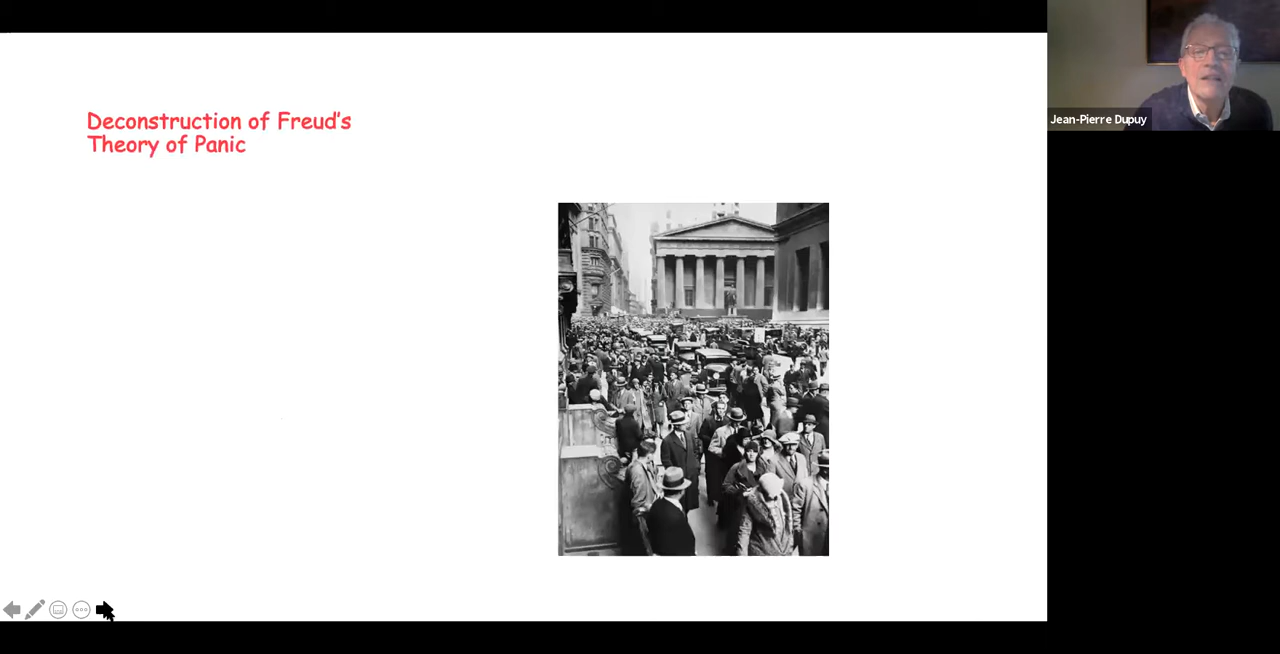 Deconstruction of Freud's
Theory of Panic
Jean-Pierre Dupuy